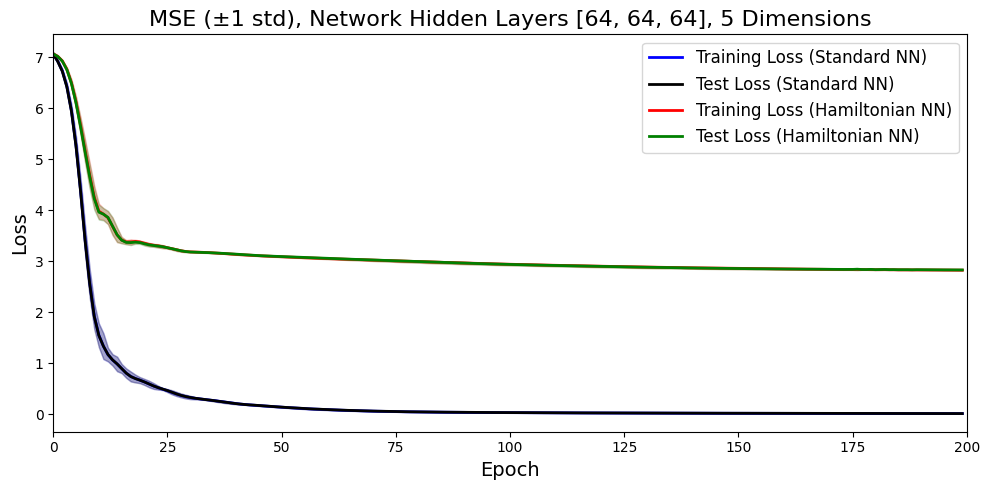 MSE (±1 std), Network Hidden Layers [64, 64, 64], 5 Dimensions
Training Loss (Standard NN)
Test Loss (Standard NN)
Training Loss (Hamiltonian NN)
Test Loss (Hamiltonian NN)
Loss
7
6
5
4
3
2
1
0
0 25 50 75 100 125 150 175 200
Epoch